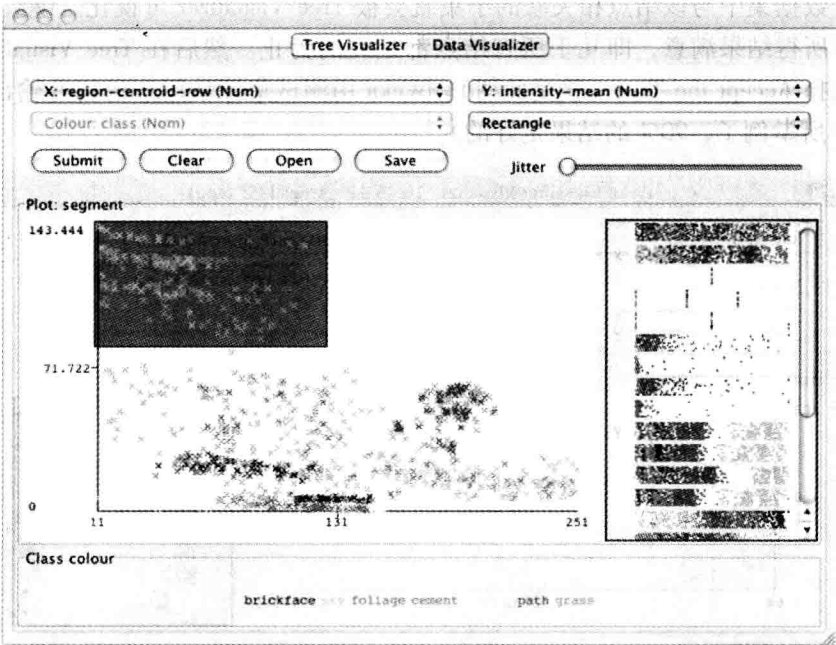 Tree Visualizer Data Visualizer
X: region-centroid-row (Num) Y: intensity-mean (Num)
Colour: class (Nom) Rectangle
Submit Clear Open Save Jitter
Plot: segment
143.444
71.722
0
11 131 251
Class colour
brickface foliage cement path grass